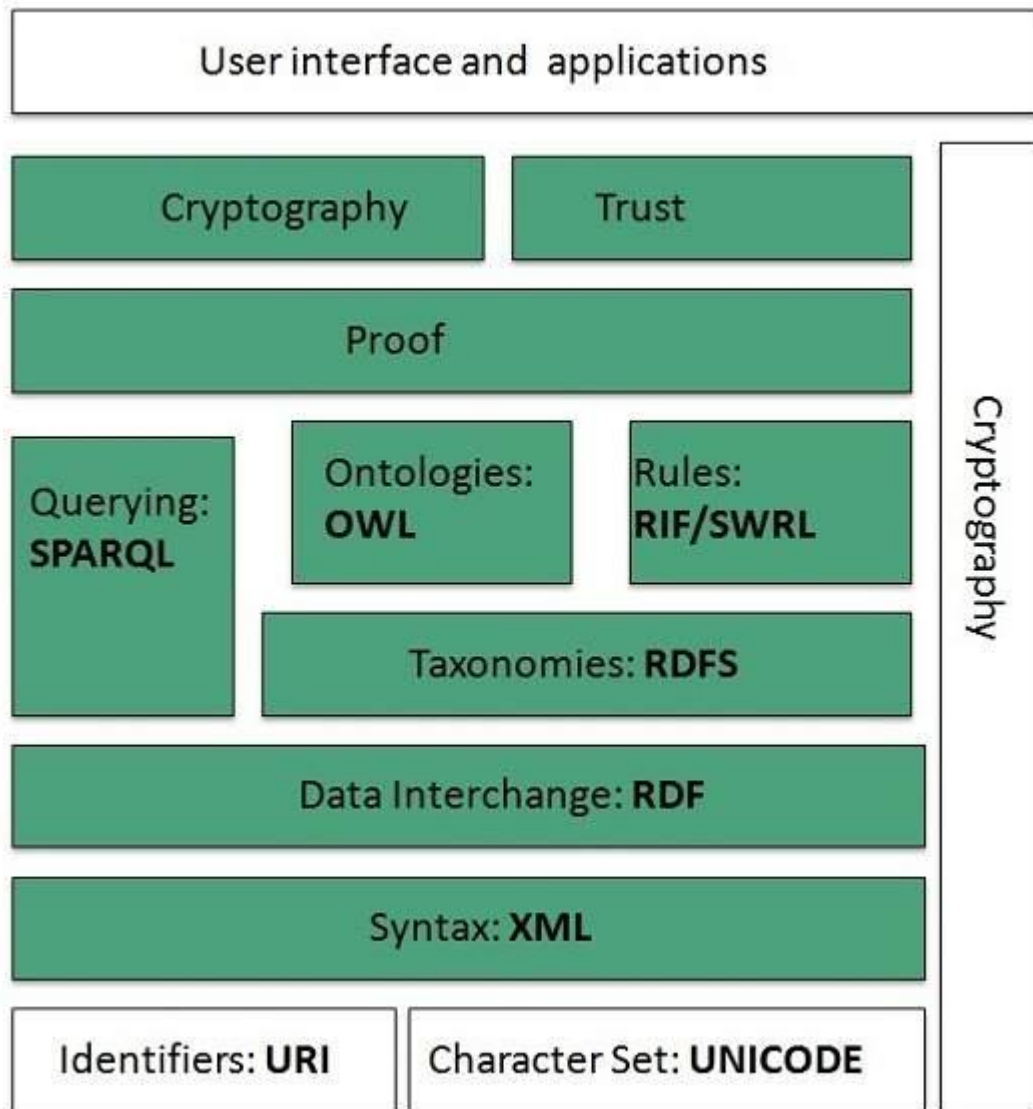 User interface and applications
Cryptography
Trust
Proof
Querying:
SPARQL
Ontologies:
OWL
Rules:
RIF/SWRL
Taxonomies: RDFS
Data Interchange: RDF
Syntax: XML
Identifiers: URI
Character Set: UNICODE
Cryptography